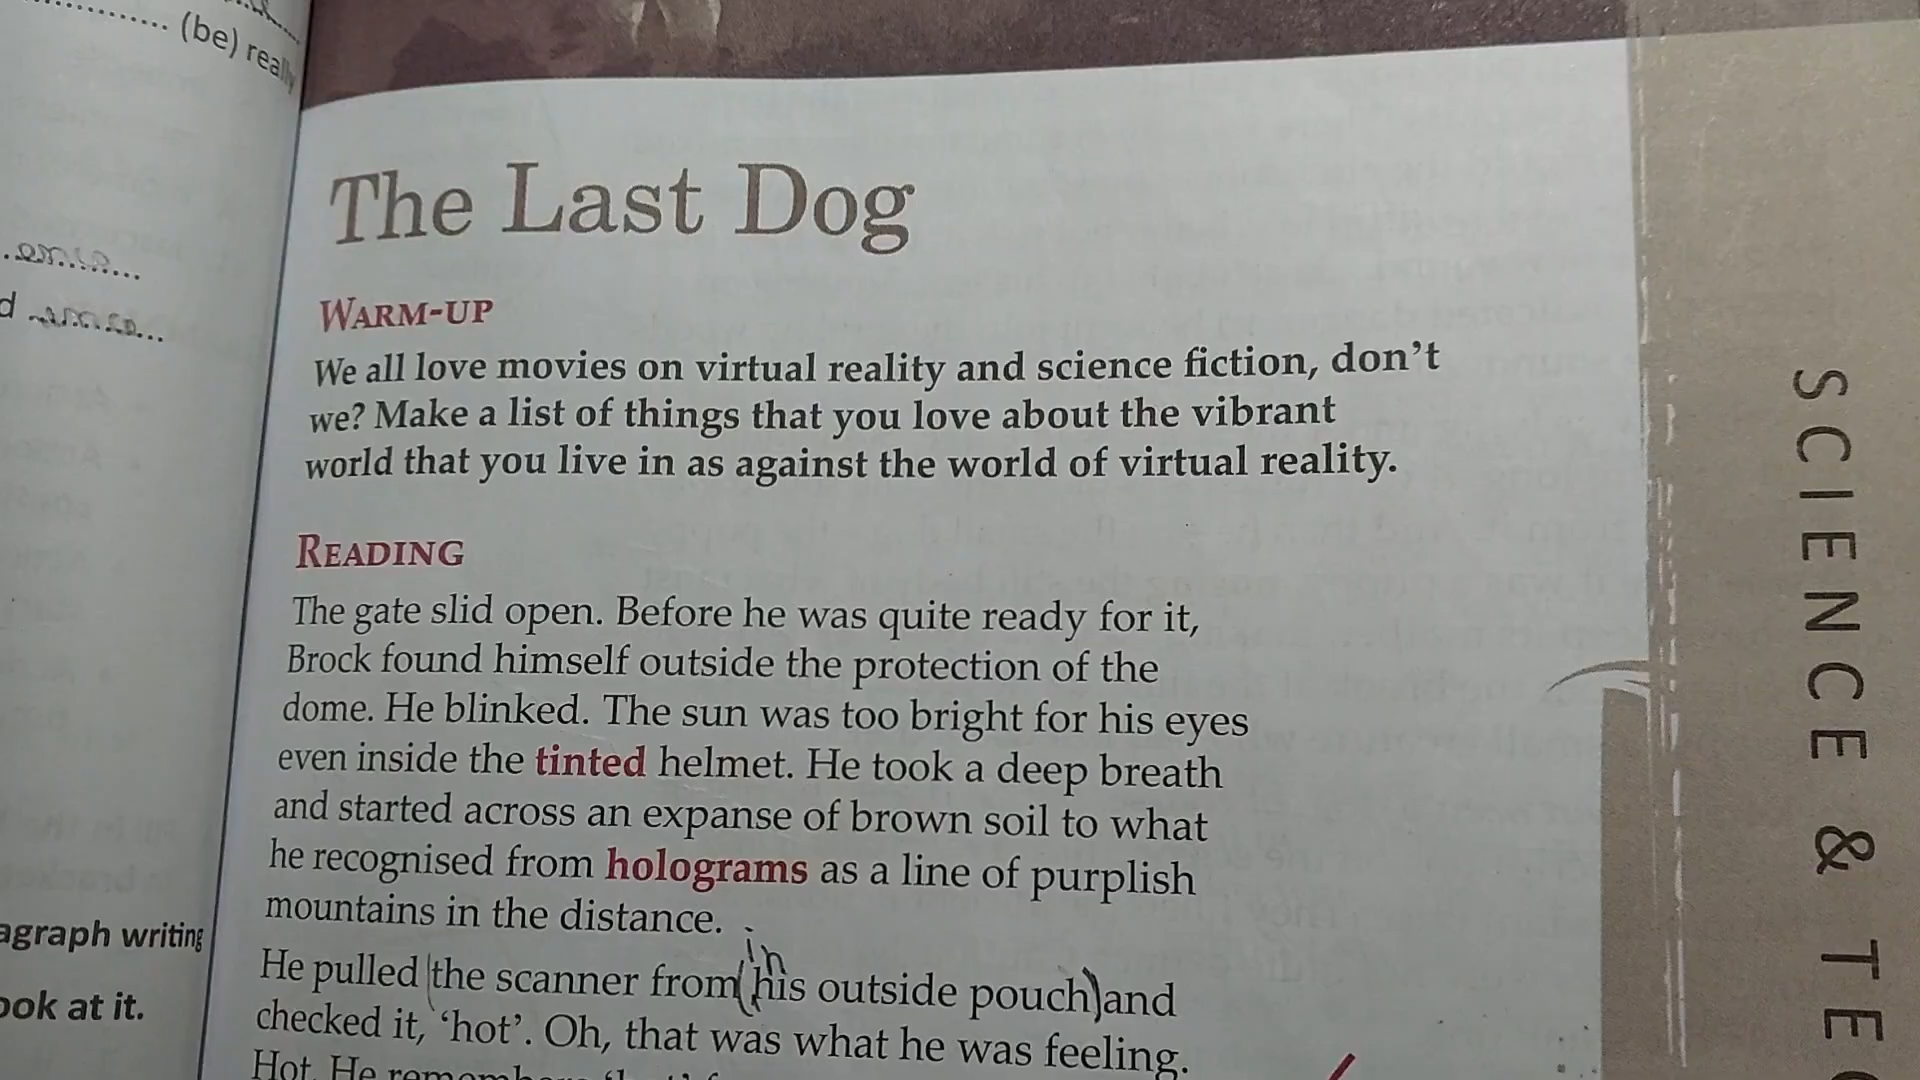 (be) really
The Last Dog
WARM-UP
We all love movies on virtual reality and science fiction, don't
we? Make a list of things that you love about the vibrant
world that you live in as against the world of virtual reality.
READING
The gate slid open. Before he was quite ready for it,
Brock found himself outside the protection of the
dome. He blinked. The sun was too bright for his eyes
even inside the tinted helmet. He took a deep breath
and started across an expanse of brown soil to what
he recognised from holograms as a line of purplish
mountains in the distance.
in
He pulled the scanner from (his outside pouch) and
checked it, 'hot'. Oh, that was what he was feeling.
Hot. He
agraph writing
ook at it.
SCIENCE & TEC